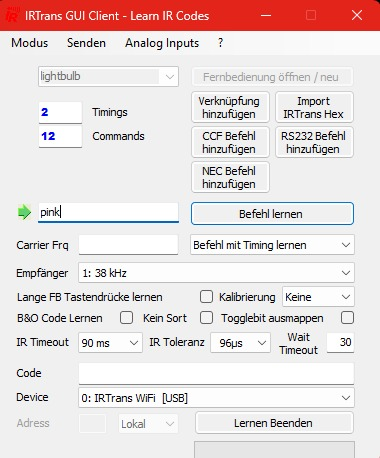 IRTrans GUI Client - Learn IR Codes
Modus Senden Analog Inputs ?
lightbulb Fernbedienung öffnen / neu
2 Timings Verknüpfung hinzufügen Import IRTrans Hex
12 Commands CCF Befehl hinzufügen RS232 Befehl hinzufügen
NEC Befehl hinzufügen
pink Befehl lernen
Carrier Frq Befehl mit Timing lernen
Empfänger 1: 38 kHz
Lange FB Tastendrücke lernen Kalibrierung Keine
B&O Code Lernen Kein Sort Togglebit ausmappen
IR Timeout 90 ms IR Toleranz 96µs Wait Timeout 30
Code
Device 0: IRTrans WiFi [USB]
Adress Lokal Lernen Beenden